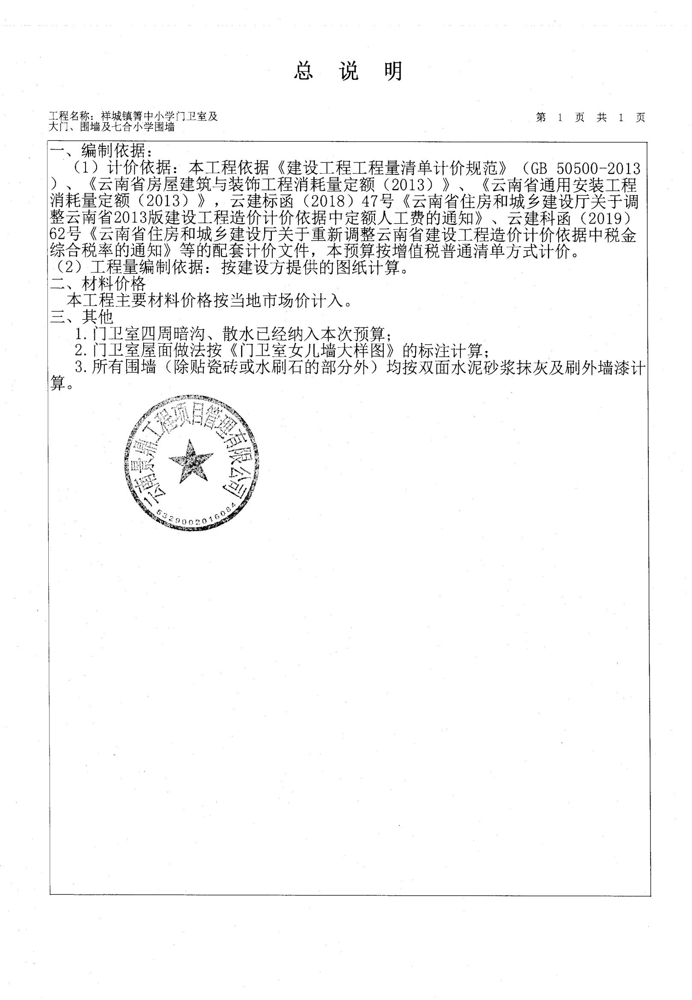 总 说 明
工程名称：祥城镇箐中小学门卫室及
大门、围墙及七合小学围墙
第 1 页 共 1 页
一、编制依据：
（1）计价依据：本工程依据《建设工程工程量清单计价规范》（GB 50500-2013
）、《云南省房屋建筑与装饰工程消耗量定额（2013）》、《云南省通用安装工程
消耗量定额（2013）》，云建标函（2018）47号《云南省住房和城乡建设厅关于调
整云南省2013版建设工程造价计价依据中定额人工费的通知》、云建科函（2019）
62号《云南省住房和城乡建设厅关于重新调整云南省建设工程造价计价依据中税金
综合税率的通知》等的配套计价文件，本预算按增值税普通清单方式计价。
（2）工程量编制依据：按建设方提供的图纸计算。
二、材料价格
本工程主要材料价格按当地市场价计入。
三、其他
1.门卫室四周暗沟、散水已经纳入本次预算；
2.门卫室屋面做法按《门卫室女儿墙大样图》的标注计算；
3.所有围墙（除贴瓷砖或水刷石的部分外）均按双面水泥砂浆抹灰及刷外墙漆计
算。
云南景鼎工程项目管理有限公司
5329002016084